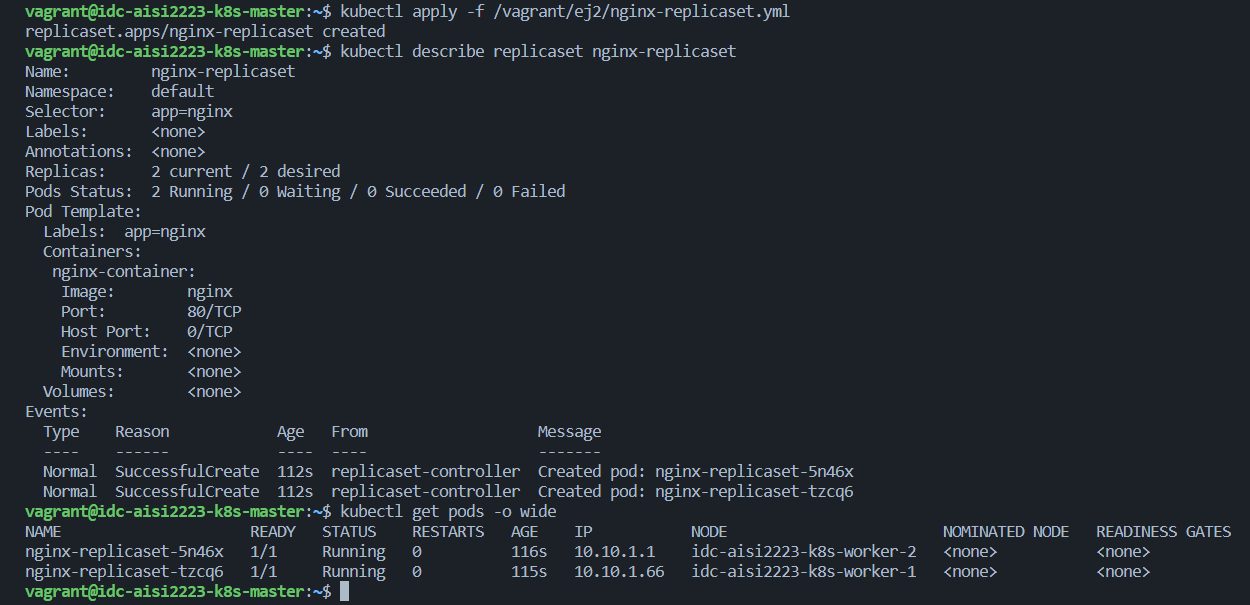 vagrant@idc-aisi2223-k8s-master:~$ kubectl apply -f /vagrant/ej2/nginx-replicaset.yml
replicaset.apps/nginx-replicaset created
vagrant@idc-aisi2223-k8s-master:~$ kubectl describe replicaset nginx-replicaset
Name:         nginx-replicaset
Namespace:    default
Selector:     app=nginx
Labels:       <none>
Annotations:  <none>
Replicas:     2 current / 2 desired
Pods Status:  2 Running / 0 Waiting / 0 Succeeded / 0 Failed
Pod Template:
  Labels:  app=nginx
  Containers:
   nginx-container:
    Image:        nginx
    Port:         80/TCP
    Host Port:    0/TCP
    Environment:  <none>
    Mounts:       <none>
  Volumes:        <none>
Events:
  Type    Reason            Age   From                   Message
  ----    ------            ----  ----                   -------
  Normal  SuccessfulCreate  112s  replicaset-controller  Created pod: nginx-replicaset-5n46x
  Normal  SuccessfulCreate  112s  replicaset-controller  Created pod: nginx-replicaset-tzcq6
vagrant@idc-aisi2223-k8s-master:~$ kubectl get pods -o wide
NAME                     READY   STATUS    RESTARTS   AGE    IP           NODE                        NOMINATED NODE   READINESS GATES
nginx-replicaset-5n46x   1/1     Running   0          116s   10.10.1.1    idc-aisi2223-k8s-worker-2   <none>           <none>
nginx-replicaset-tzcq6   1/1     Running   0          115s   10.10.1.66   idc-aisi2223-k8s-worker-1   <none>           <none>
vagrant@idc-aisi2223-k8s-master:~$